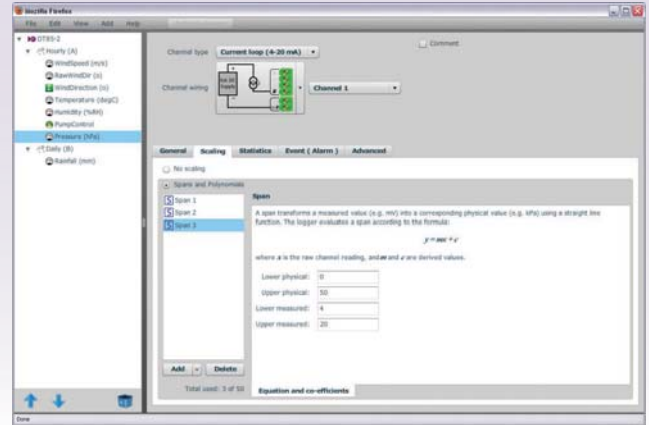 Mozilla Firefox
File Edit View Add Help
DT85-2
Hourly (A)
WindSpeed (m/s)
RawWindDir (o)
WindDirection (o)
Temperature (degC)
Humidity (%RH)
PumpControl
Pressure (hPa)
Daily (B)
Rainfall (mm)
Channel type Current loop (4-20 mA)
Comment
Channel wiring
Channel 1
General Scaling Statistics Event ( Alarm ) Advanced
No scaling
Spans and Polynomials
Span 1
Span 2
Span 3
Span
A span transforms a measured value (e.g. mV) into a corresponding physical value (e.g. kPa) using a straight line
function. The logger evaluates a span according to the formula:
y = mx + c
where x is the raw channel reading, and m and c are derived values.
Lower physical: 0
Upper physical: 50
Lower measured: 4
Upper measured: 20
Add Delete
Total used: 3 of 50
Equation and co-efficients
Done